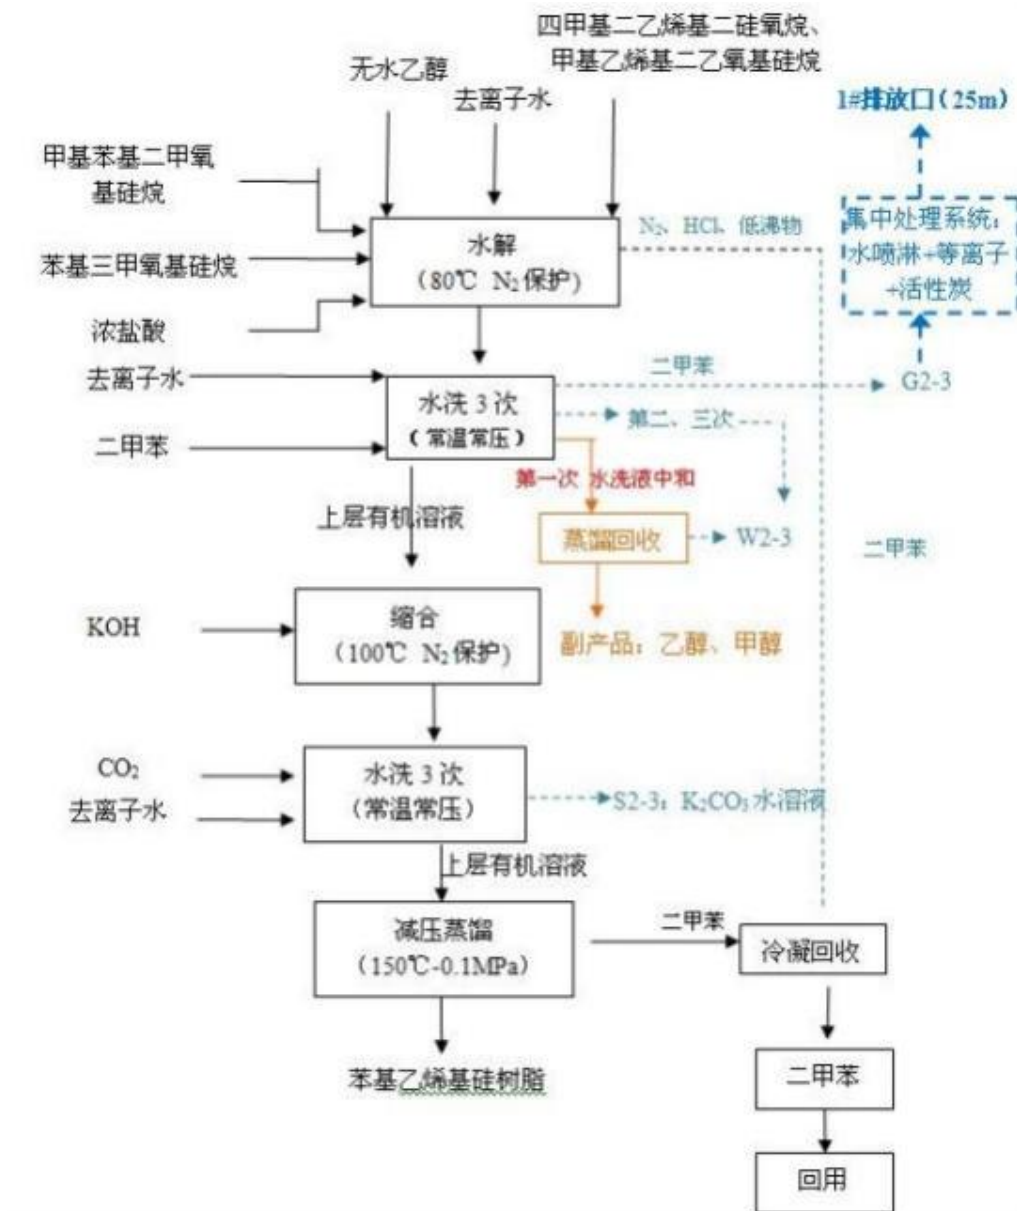 四甲基二乙烯基二硅氧烷、
甲基乙烯基二乙氧基硅烷
无水乙醇
去离子水
1#排放口（25m）
甲基苯基二甲氧
基硅烷
苯基三甲氧基硅烷
浓盐酸
水解
（80℃ N₂保护）
N₂、HCl、低沸物
集中处理系统：
水喷淋+等离子
+活性炭
去离子水
二甲苯
水洗 3 次
（常温常压）
二甲苯
G2-3
第二、三次
第一次 水洗液中和
上层有机溶液
蒸馏回收
W2-3
二甲苯
副产品：乙醇、甲醇
KOH
缩合
（100℃ N₂保护）
CO₂
去离子水
水洗 3 次
（常温常压）
S2-3：K₂CO₃水溶液
上层有机溶液
减压蒸馏
（150℃-0.1MPa）
二甲苯
冷凝回收
苯基乙烯基硅树脂
二甲苯
回用